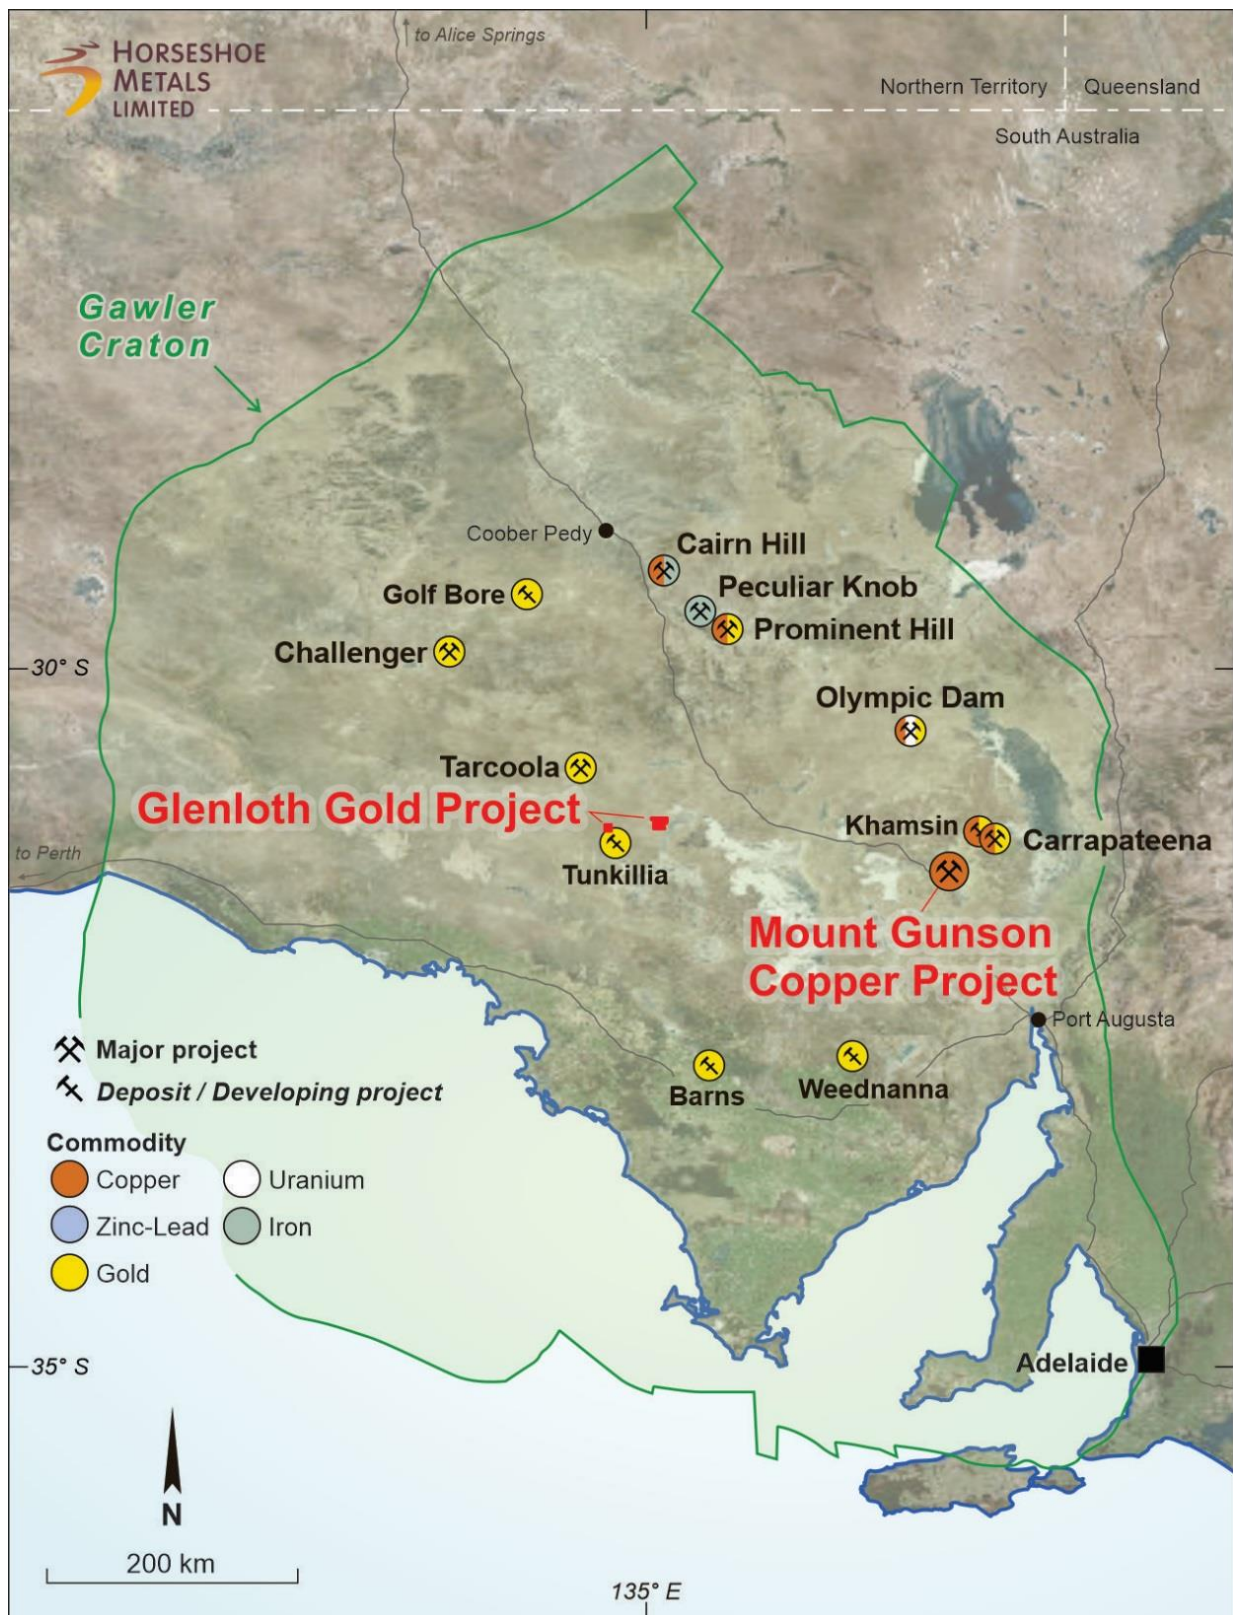 to Alice Springs
HORSESHOE
METALS
LIMITED
Northern Territory
Queensland
South Australia
Gawler
Craton
Coober Pedy
Cairn Hill
Peculiar Knob
Golf Bore
Prominent Hill
Challenger
30° S
Olympic Dam
Tarcoola
Glenloth Gold Project
Khamsin
Carrapateena
to Perth
Tunkillia
Mount Gunson
Copper Project
Port Augusta
Major project
Deposit / Developing project
Barns
Weednanna
Commodity
Copper
Uranium
Zinc-Lead
Iron
Gold
35° S
Adelaide
N
200 km
135° E